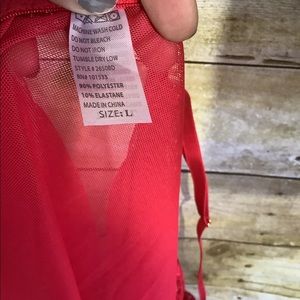 MACHINE WASH COLD
DO NOT BLEACH
DO NOT IRON
TUMBLE DRY LOW
STYLE # 26508D
RN# 101533
90% POLYESTER
10% ELASTANE
MADE IN CHINA
SIZE: L